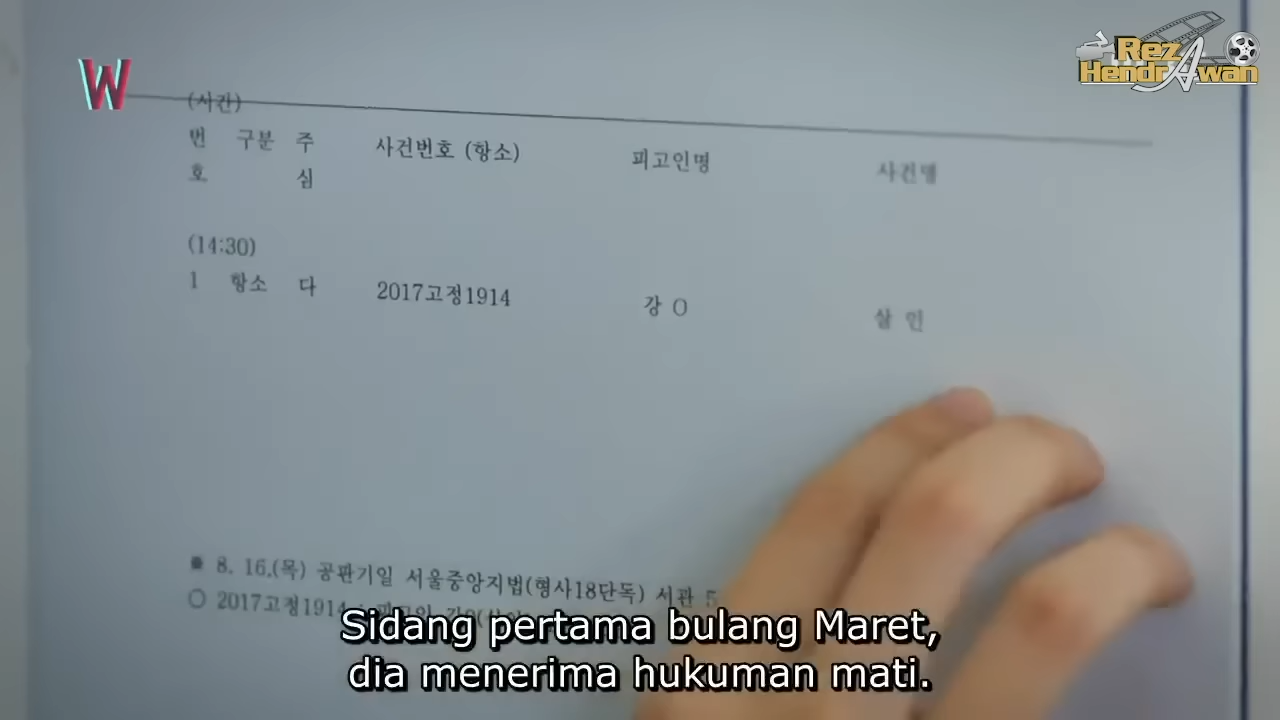 W
Reza
HendrAwan
(시간)
번 구분 주 사건번호 (항소) 피고인명 사건명
호 심
(14:30)
1 항소 다 2017고정1914 강 O 살 인
● 8. 16.(목) 공판기일 서울중앙지법(형사18단독) 서관
○ 2017고정1914
Sidang pertama bulang Maret,
dia menerima hukuman mati.